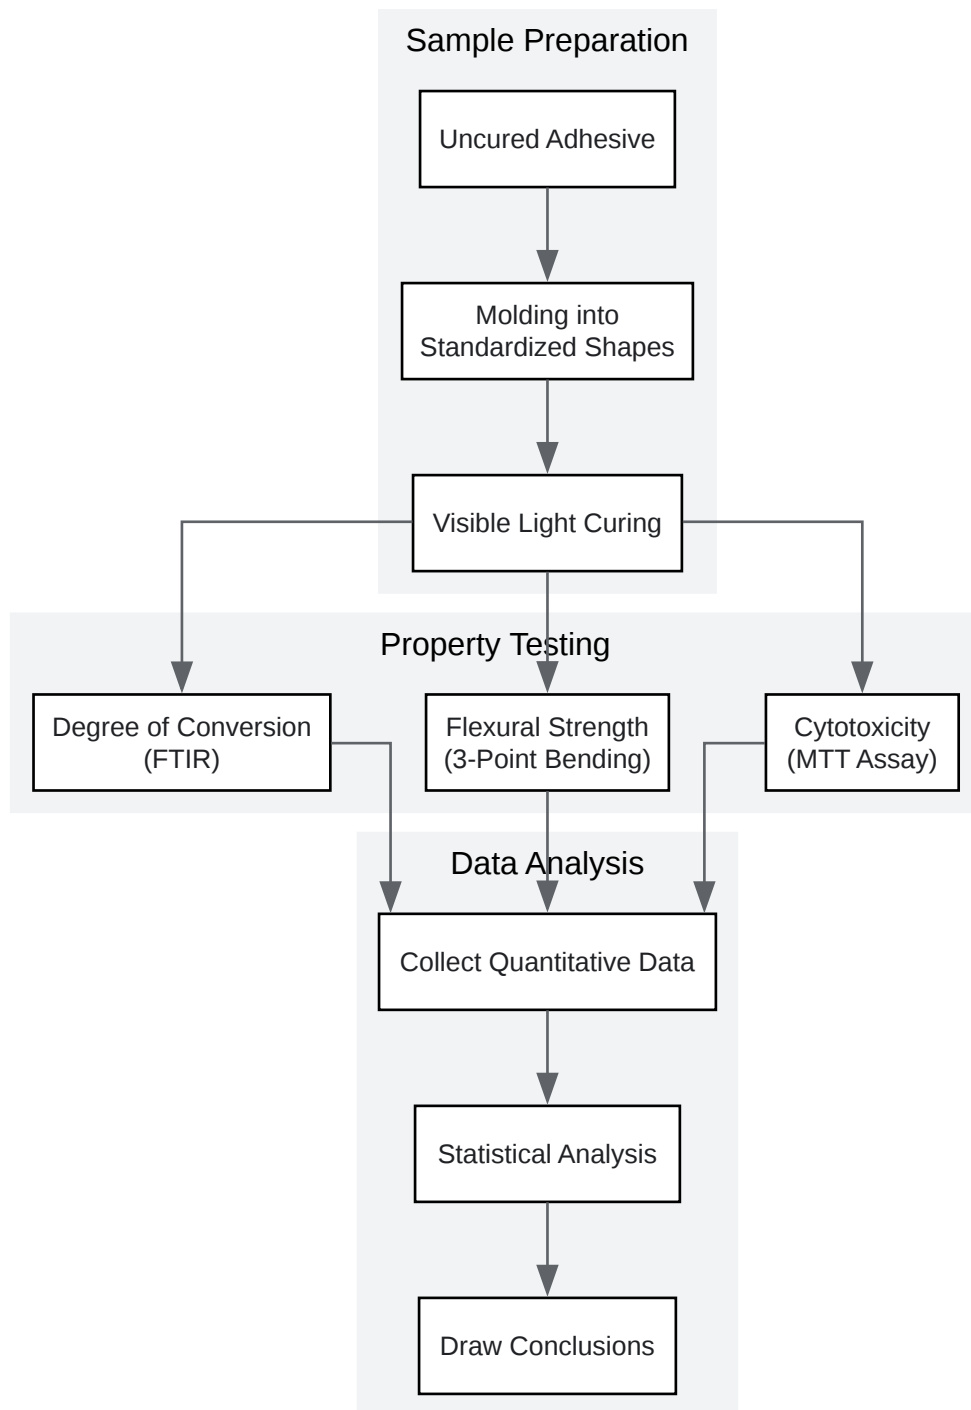 Sample Preparation
Uncured Adhesive
Molding into
Standardized Shapes
Visible Light Curing
Property Testing
Degree of Conversion
(FTIR)
Flexural Strength
(3-Point Bending)
Cytotoxicity
(MTT Assay)
Data Analysis
Collect Quantitative Data
Statistical Analysis
Draw Conclusions